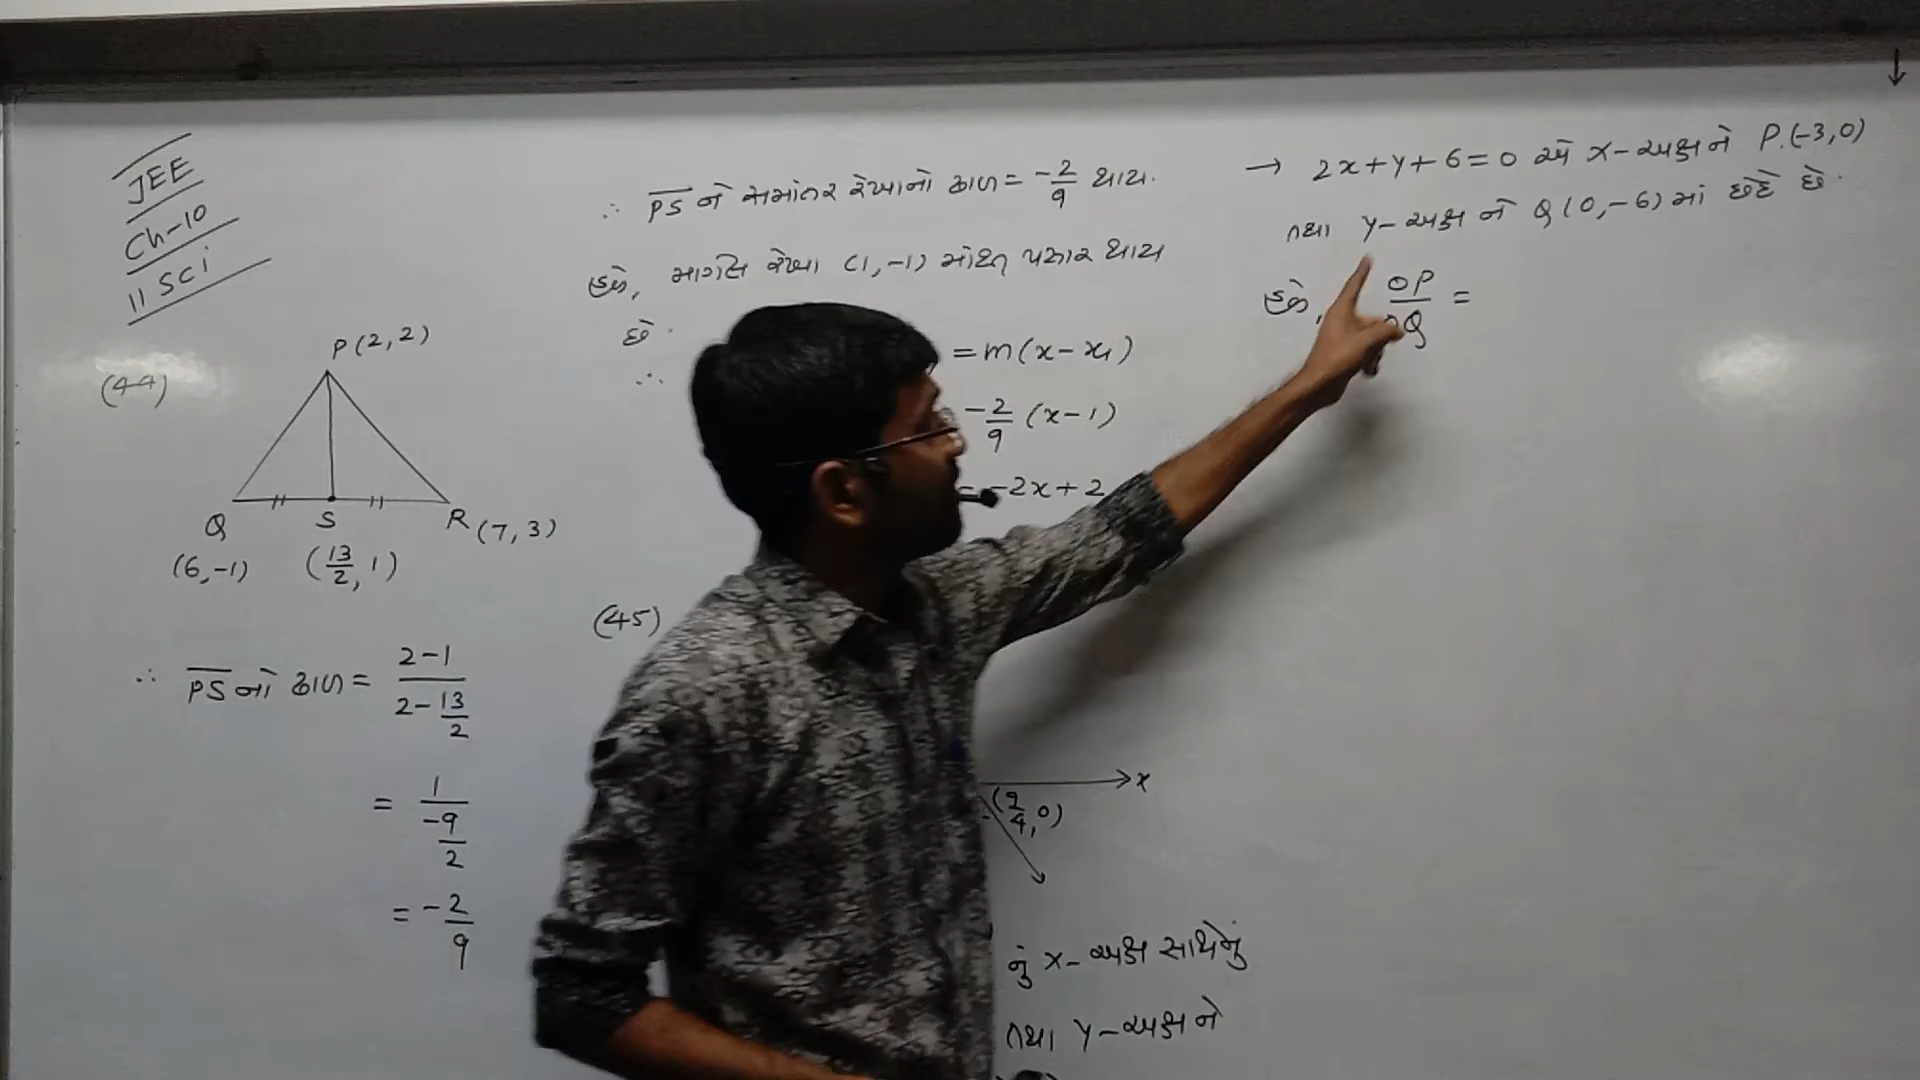 JEE
Ch-10
11 SCi
(44)
P(2,2)
Q S R (7,3)
(6,-1) (13/2, 1)
∴ PS નો ઢાળ = (2-1)/(2-13/2)
= 1/(-9/2)
= -2/9
∴ PS ને સમાંતર રેખાનો ઢાળ = -2/9 થાય.
હવે, માગેલ રેખા (1,-1) માંથી પસાર થાય
છે.
∴ = m(x-x₁)
-2/9 (x-1)
-2x+2
(45)
x
(9/4, 0)
નું x-અક્ષ સાથેનું
તથા y-અક્ષ ને
→ 2x+y+6=0 એ x-અક્ષ ને P(-3,0)
તથા y-અક્ષ ને Q(0,-6) માં છેદે છે.
હવે, OP/OQ =